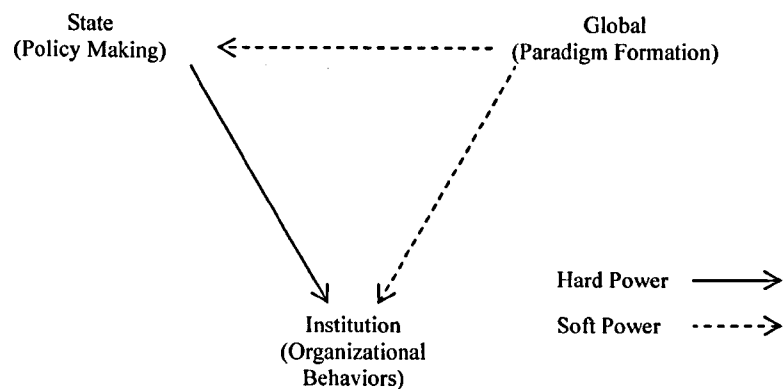 State
(Policy Making)
Global
(Paradigm Formation)
Hard Power
Soft Power
Institution
(Organizational
Behaviors)